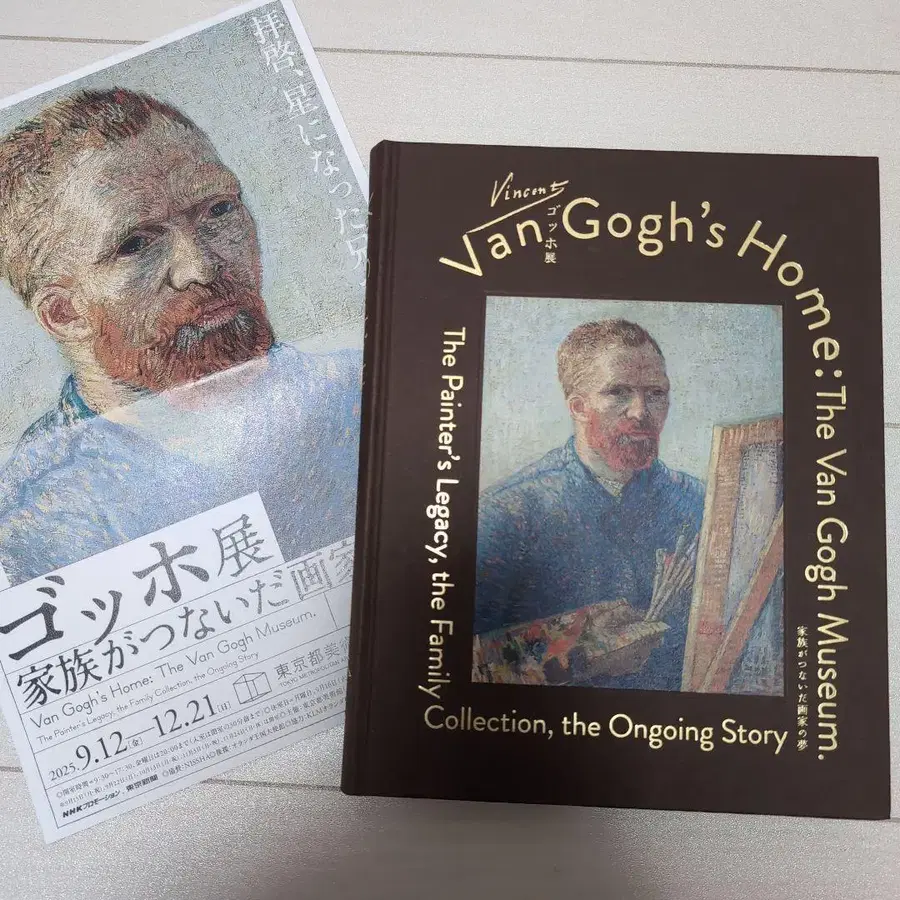 拝啓、星になった兄、
ゴッホ展
家族がつないだ画家
Van Gogh's Home: The Van Gogh Museum.
The Painter's Legacy, the Family Collection, the Ongoing Story
東京都美術
2025.9.12[金] – 12.21[日]
NHKプロモーション、東京新聞
Vincent
ゴッホ展
Van Gogh's Home: The Van Gogh Museum.
The Painter's Legacy, the Family
Collection, the Ongoing Story
家族がつないだ画家の夢